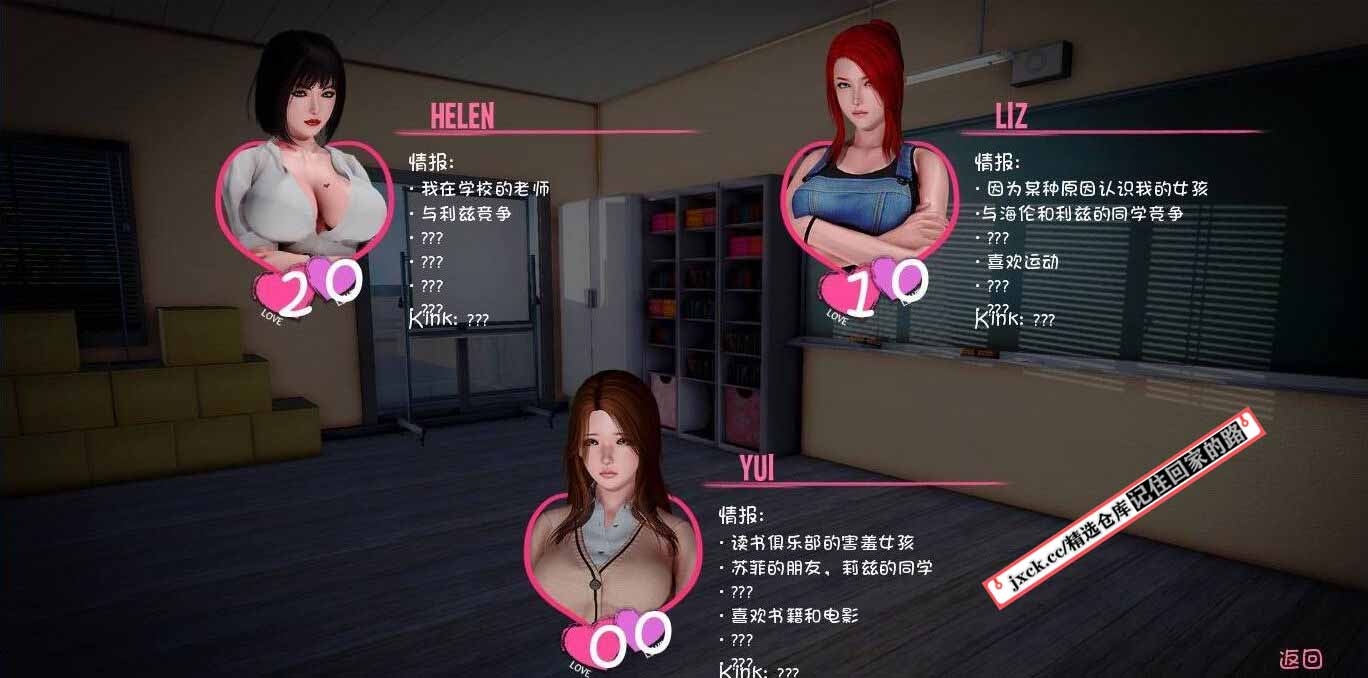 HELEN
情报:
· 我在学校的老师
· 与利兹竞争
· ???
· ???
· ???
· ???
Kink: ???
20
LOVE
LIZ
情报:
· 因为某种原因认识我的女孩
·与海伦和利兹的同学竞争
· ???
· 喜欢运动
· ???
· ???
Kink: ???
10
LOVE
YUI
情报:
· 读书俱乐部的害羞女孩
· 苏菲的朋友，莉兹的同学
· ???
· 喜欢书籍和电影
· ???
· ???
Kink: ???
00
LOVE
jxck.cc/精选仓库记住回家的路
返回